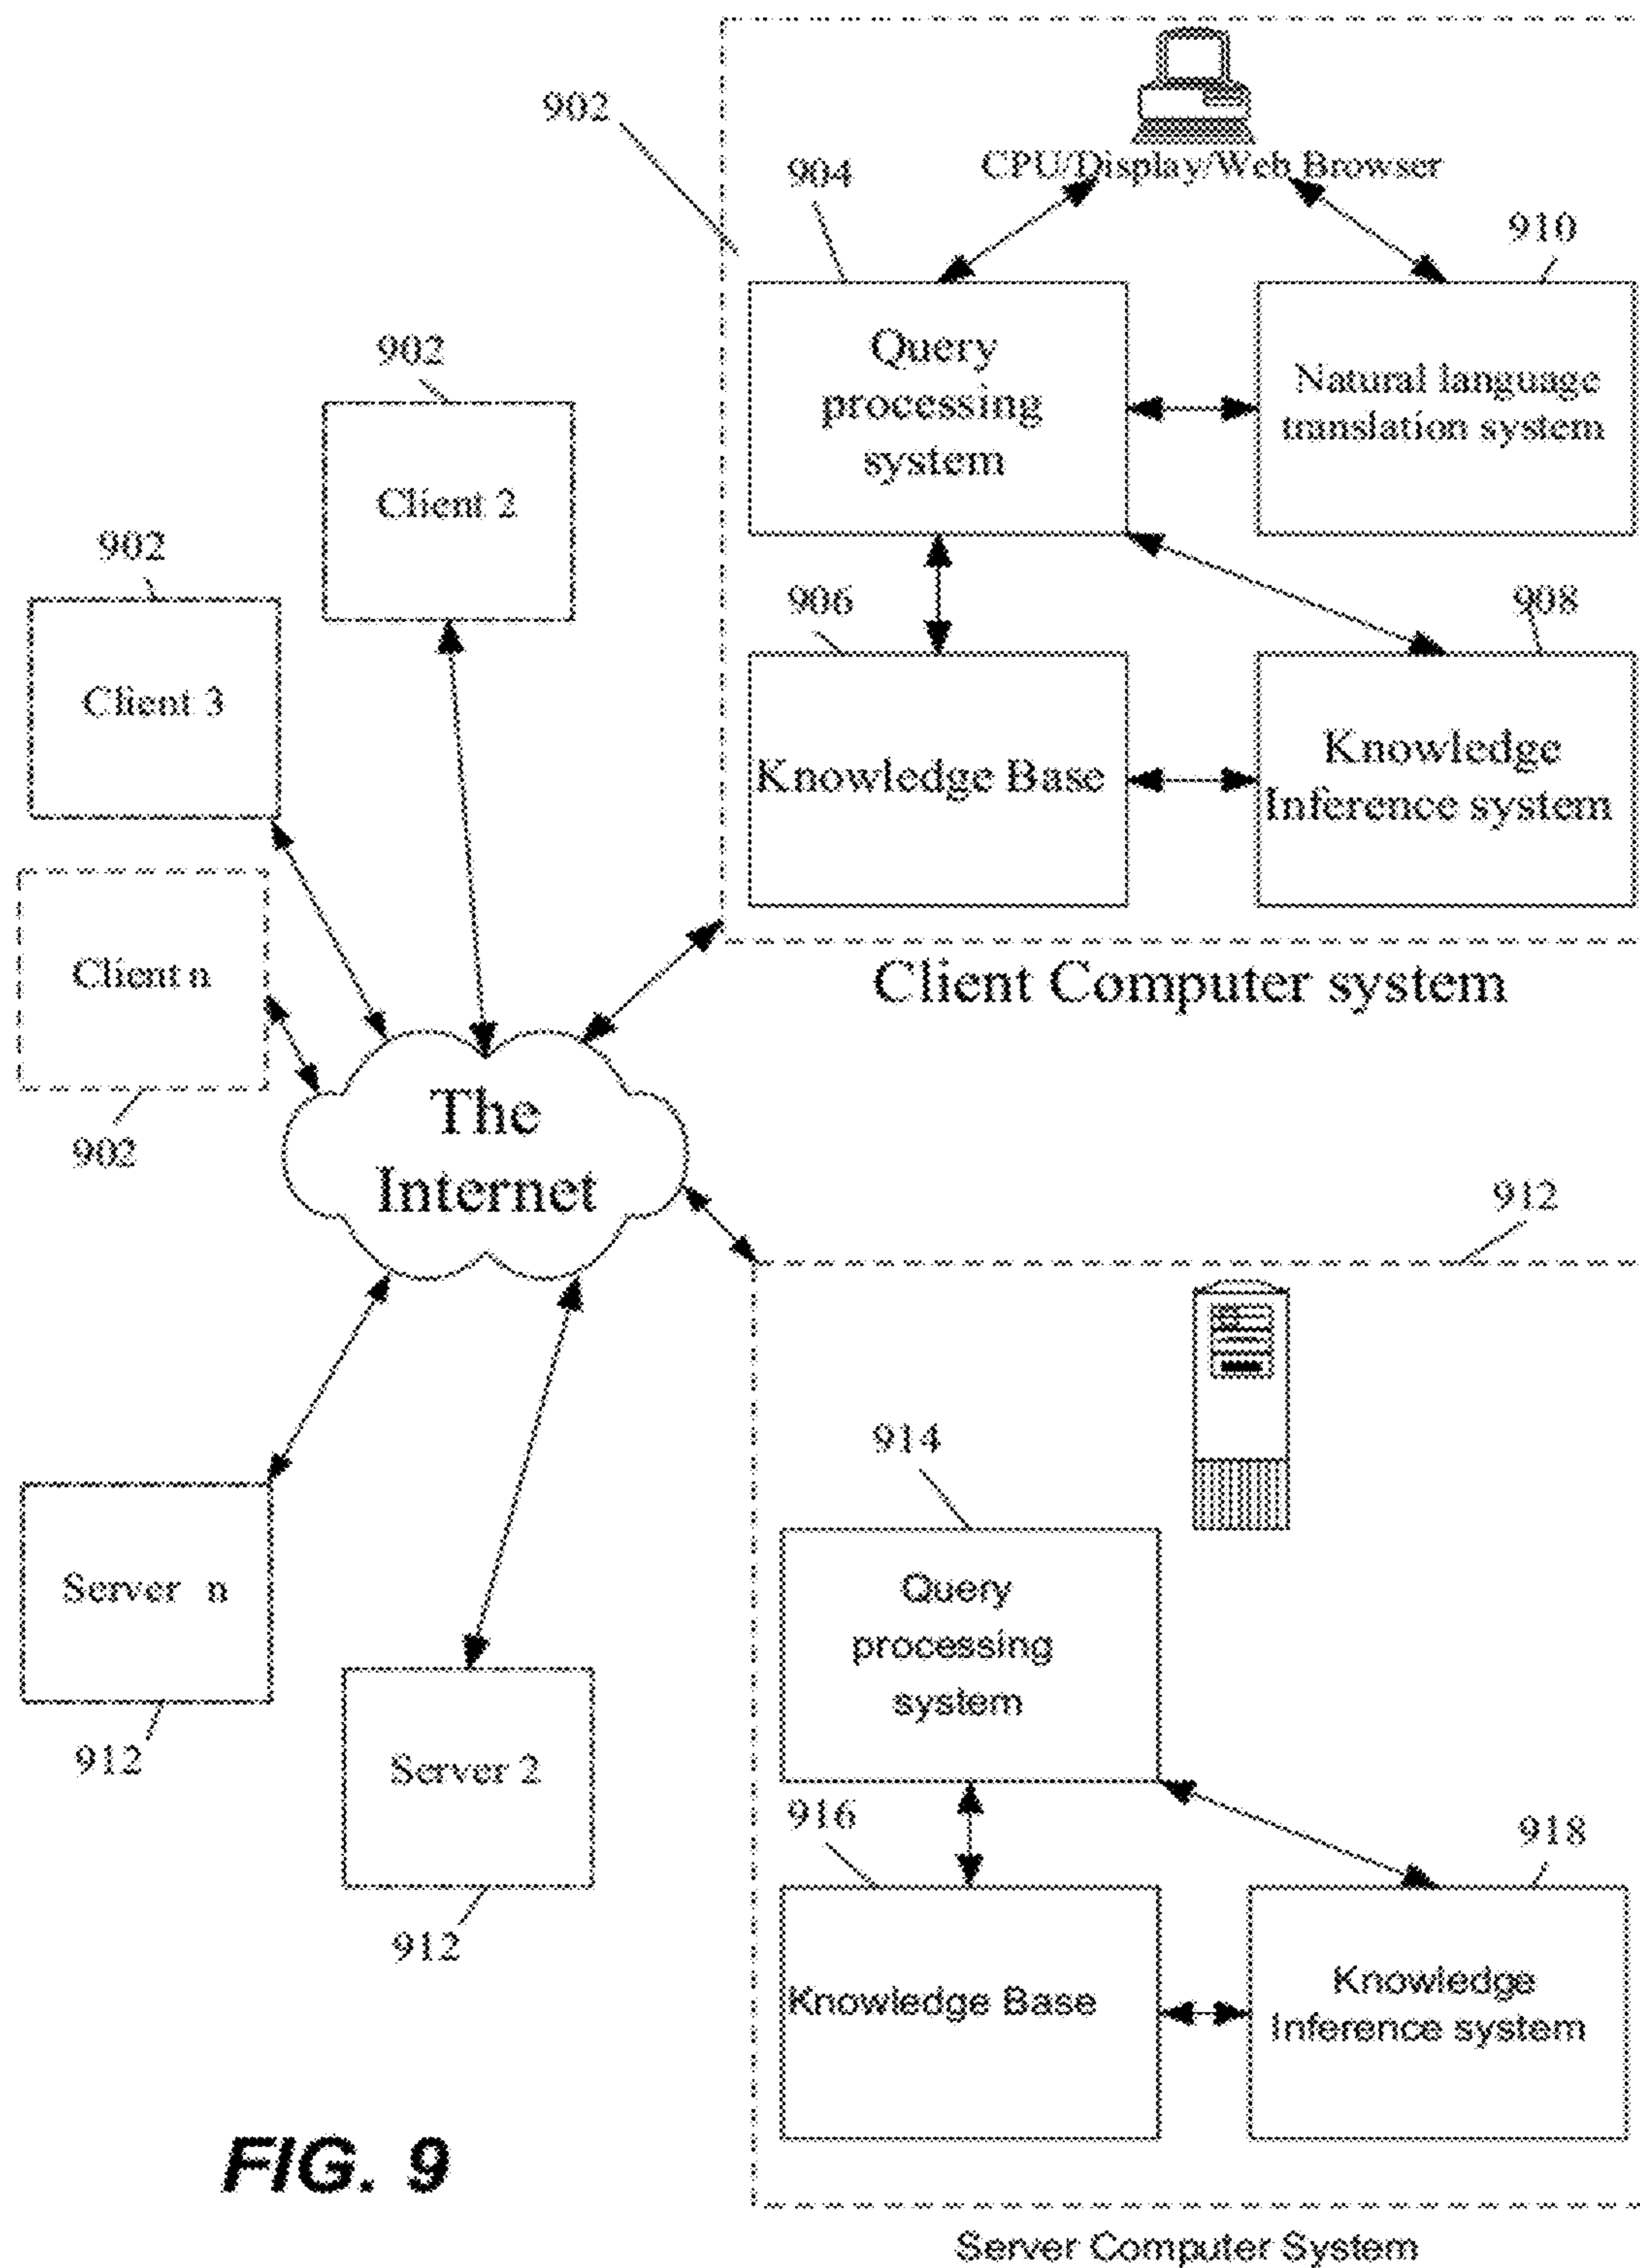 902
CPU/Display/Web Browser
904
910
Query
processing
system
Natural language
translation system
902
Client 2
902
Client 3
906
908
Knowledge Base
Knowledge
Inference system
Client n
902
Client Computer system
The
Internet
912
914
Query
processing
system
Server n
912
Server 2
912
916
918
Knowledge Base
Knowledge
Inference system
FIG. 9
Server Computer System